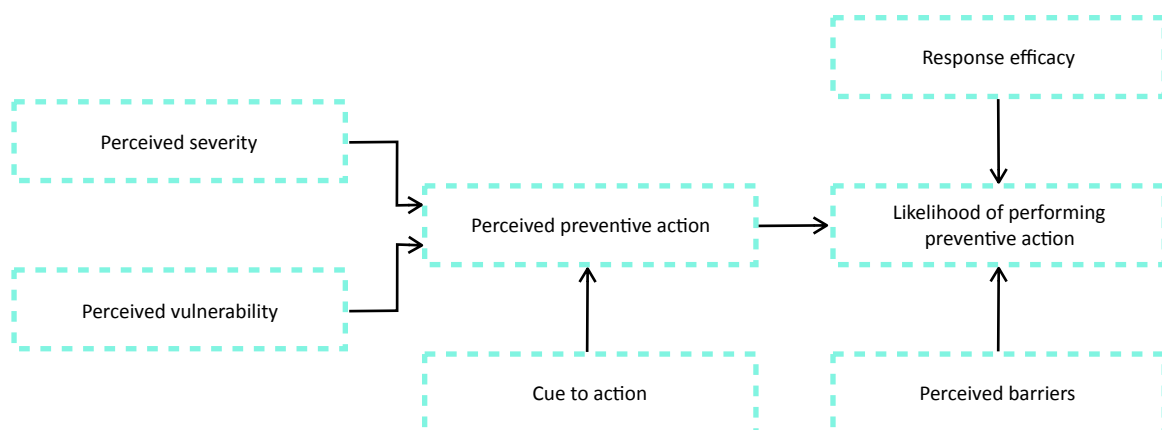 Response efficacy
Perceived severity
Perceived preventive action
Likelihood of performing
preventive action
Perceived vulnerability
Cue to action
Perceived barriers